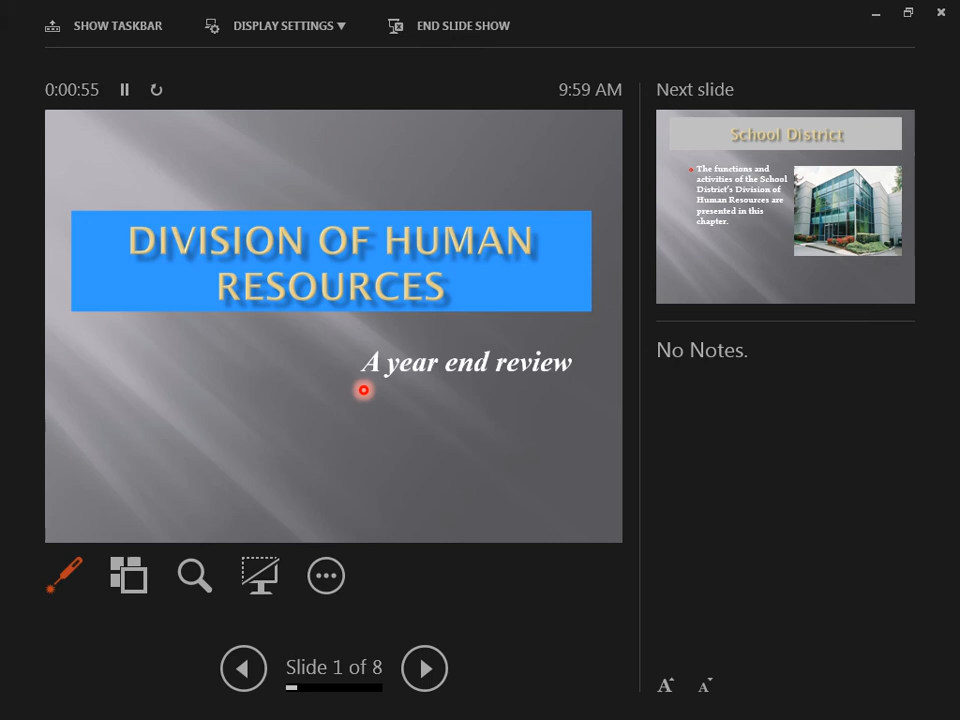 SHOW TASKBAR
DISPLAY SETTINGS
END SLIDE SHOW
0:00:55
9:59 AM
DIVISION OF HUMAN
RESOURCES
A year end review
Slide 1 of 8
Next slide
School District
The functions and
activities of the School
District's Division of
Human Resources are
presented in this
chapter.
No Notes.
A
A